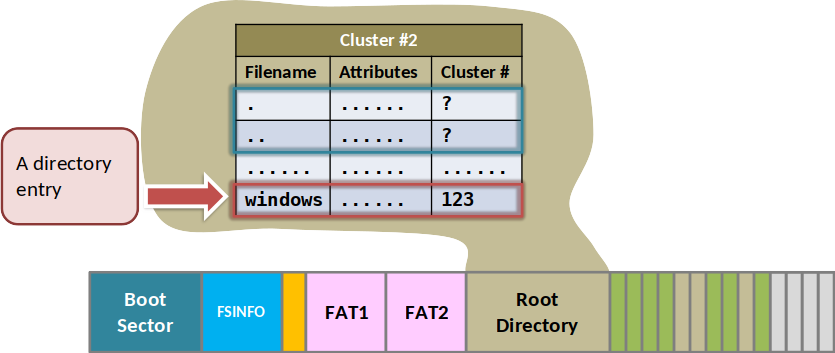 Cluster #2
Filename Attributes Cluster #
. ...... ?
.. ...... ?
...... ...... ......
windows ...... 123
A directory
entry
Boot
Sector
FSINFO
FAT1
FAT2
Root
Directory